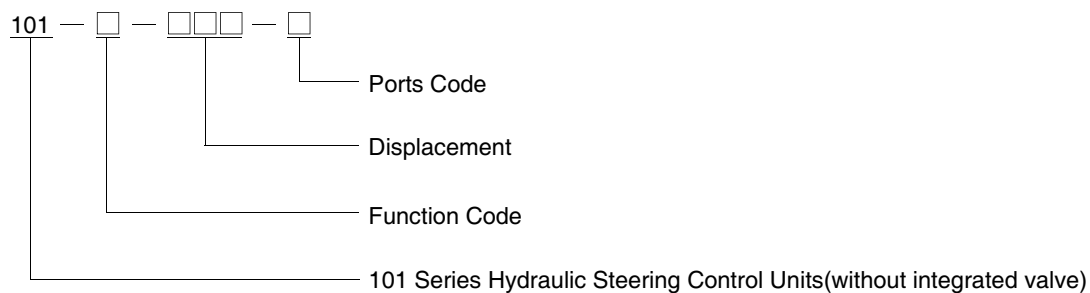 101 — □ — □□□ — □
Ports Code
Displacement
Function Code
101 Series Hydraulic Steering Control Units(without integrated valve)